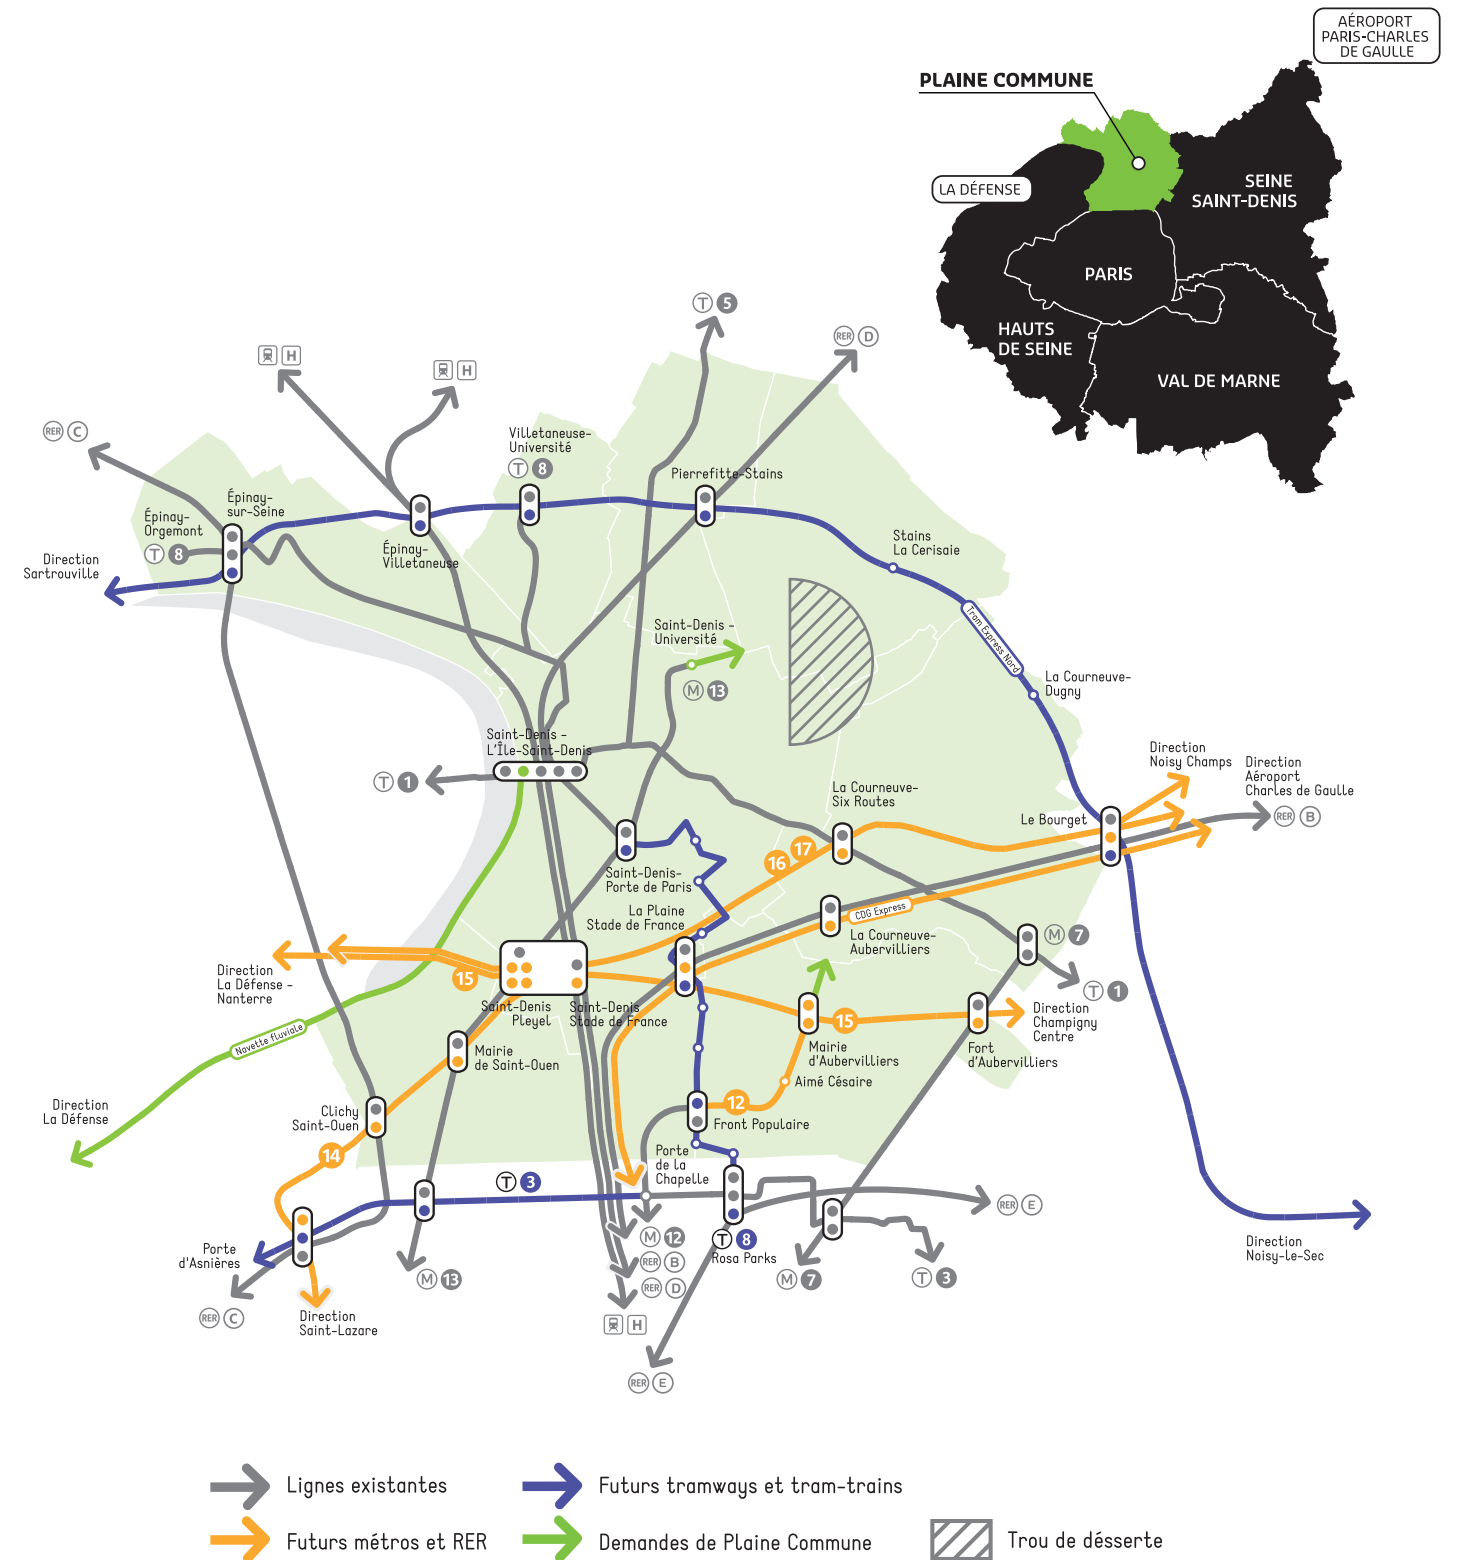 AÉROPORT
PARIS-CHARLES
DE GAULLE
PLAINE COMMUNE
LA DÉFENSE
SEINE
SAINT-DENIS
PARIS
HAUTS
DE SEINE
VAL DE MARNE
T 5
RER D
H
H
RER C
Villetaneuse-
Université
T 8
Pierrefitte-Stains
Épinay-
sur-Seine
Épinay-
Orgemont
T 8
Épinay-
Villetaneuse
Direction
Sartrouville
Stains
La Cerisaie
Tram Express Nord
Saint-Denis -
Université
M 13
La Courneuve-
Dugny
Saint-Denis -
L'Île-Saint-Denis
T 1
Direction
Noisy Champs
Direction
Aéroport
Charles de Gaulle
RER B
La Courneuve-
Six Routes
Le Bourget
16 17
Saint-Denis-
Porte de Paris
La Plaine
Stade de France
CDG Express
La Courneuve-
Aubervilliers
M 7
T 1
Direction
La Défense -
Nanterre
15
Saint-Denis
Pleyel
Saint-Denis
Stade de France
15
Direction
Champigny
Centre
Navette fluviale
Mairie
de Saint-Ouen
Mairie
d'Aubervilliers
Fort
d'Aubervilliers
Aimé Césaire
12
Front Populaire
Direction
La Défense
Clichy
Saint-Ouen
14
Porte
de la
Chapelle
T 3
RER E
M 12
T 8
Rosa Parks
RER B
RER D
Porte
d'Asnières
M 13
M 7
T 3
RER C
Direction
Saint-Lazare
H
RER E
Direction
Noisy-le-Sec
Lignes existantes
Futurs tramways et tram-trains
Futurs métros et RER
Demandes de Plaine Commune
Trou de désserte